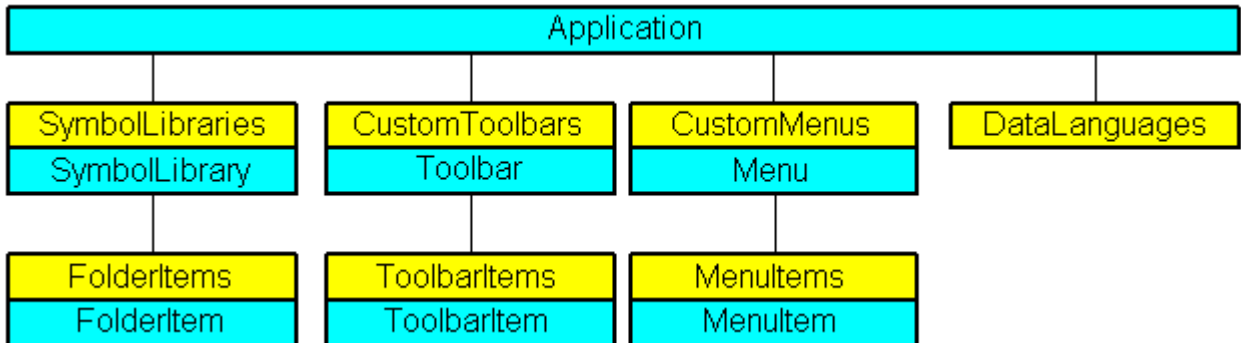 Application
SymbolLibraries
CustomToolbars
CustomMenus
DataLanguages
SymbolLibrary
Toolbar
Menu
FolderItems
ToolbarItems
MenuItems
FolderItem
ToolbarItem
MenuItem